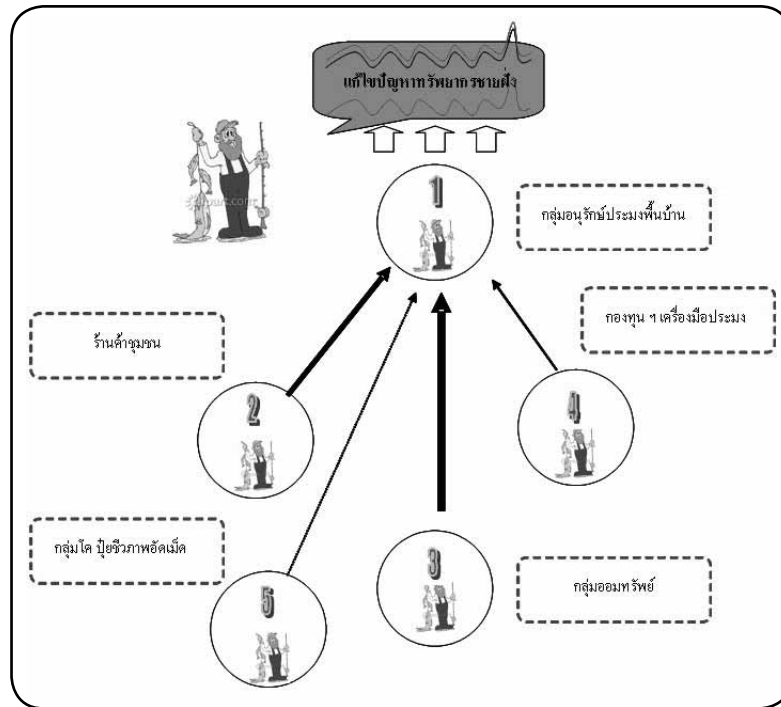 แก้ไขปัญหาทรัพยากรชายฝั่ง
1
กลุ่มอนุรักษ์ประมงพื้นบ้าน
กองทุน ฯ เครื่องมือประมง
ร้านค้าชุมชน
2
4
กลุ่มโค ปุ๋ยชีวภาพอัดเม็ด
3
5
กลุ่มออมทรัพย์